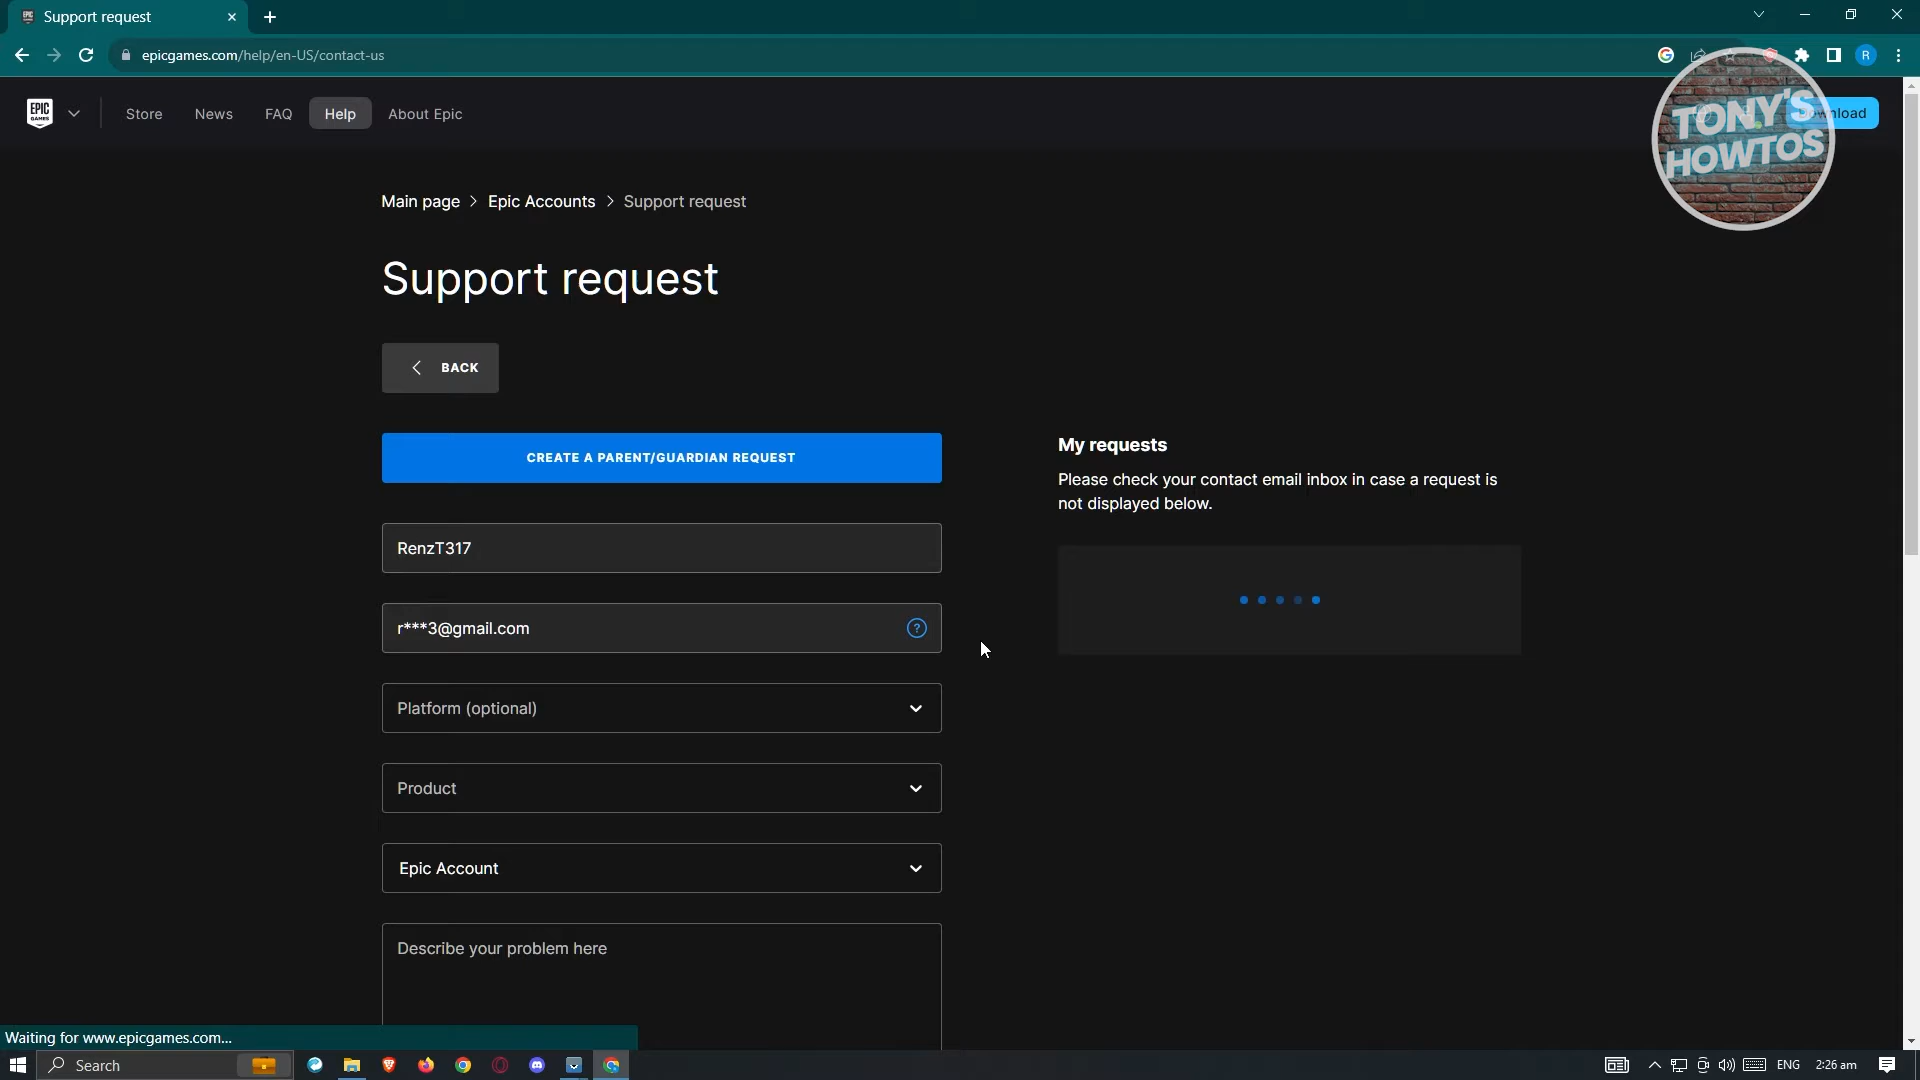 Support request
epicgames.com/help/en-US/contact-us
R
EPIC
GAMES
Store
News
FAQ
Help
About Epic
TONY'S
HOWTOS
Main page > Epic Accounts > Support request
Support request
BACK
CREATE A PARENT/GUARDIAN REQUEST
RenzT317
r***3@gmail.com
?
Platform (optional)
Product
Epic Account
Describe your problem here
My requests
Please check your contact email inbox in case a request is
not displayed below.
Waiting for www.epicgames.com...
Search
ENG
2:26 am